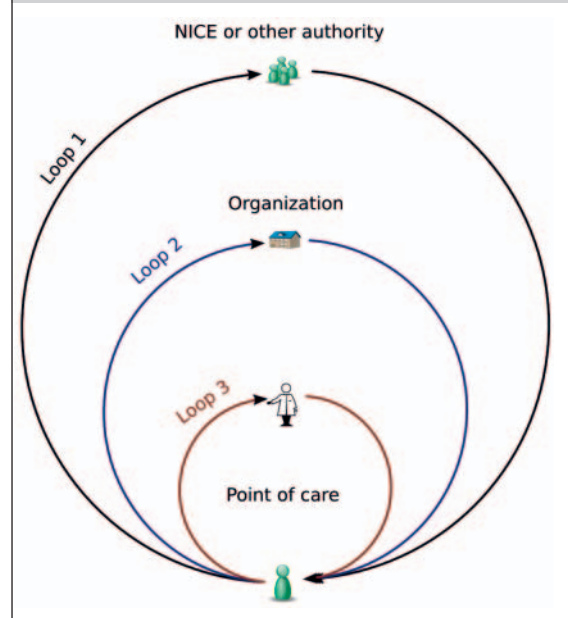 NICE or other authority
Loop 1
Organization
Loop 2
Loop 3
Point of care